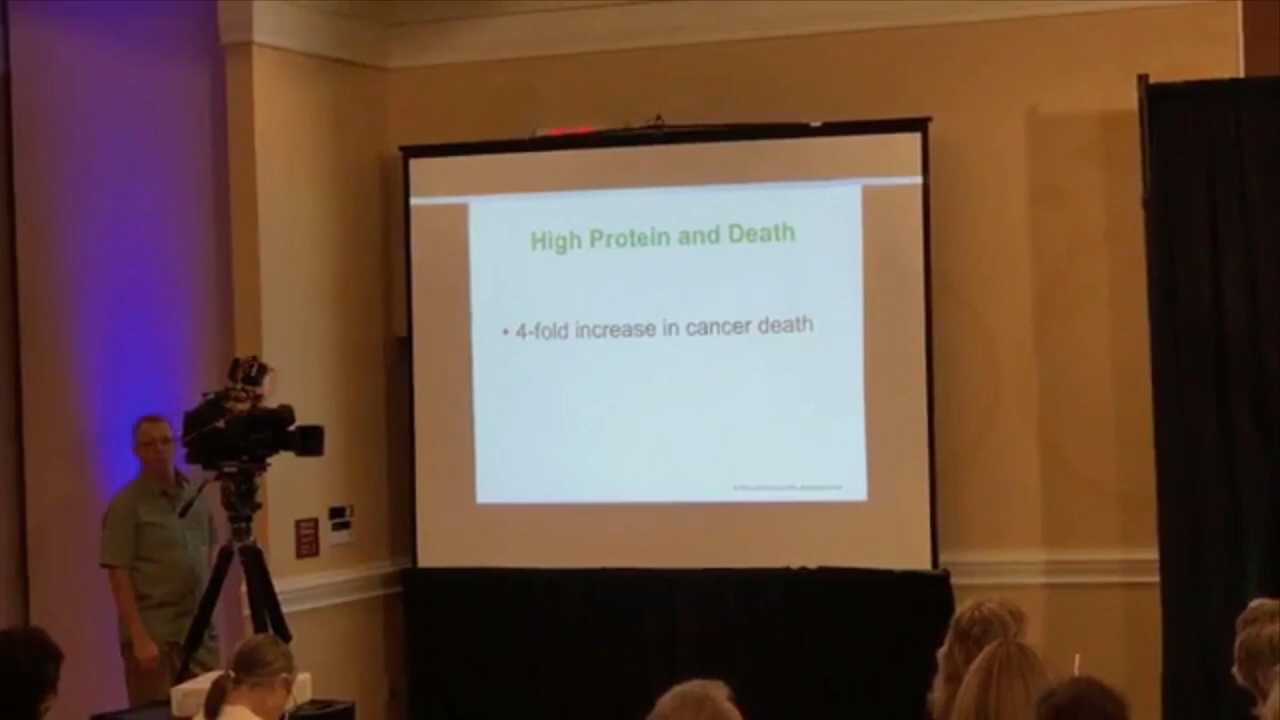 High Protein and Death
• 4-fold increase in cancer death